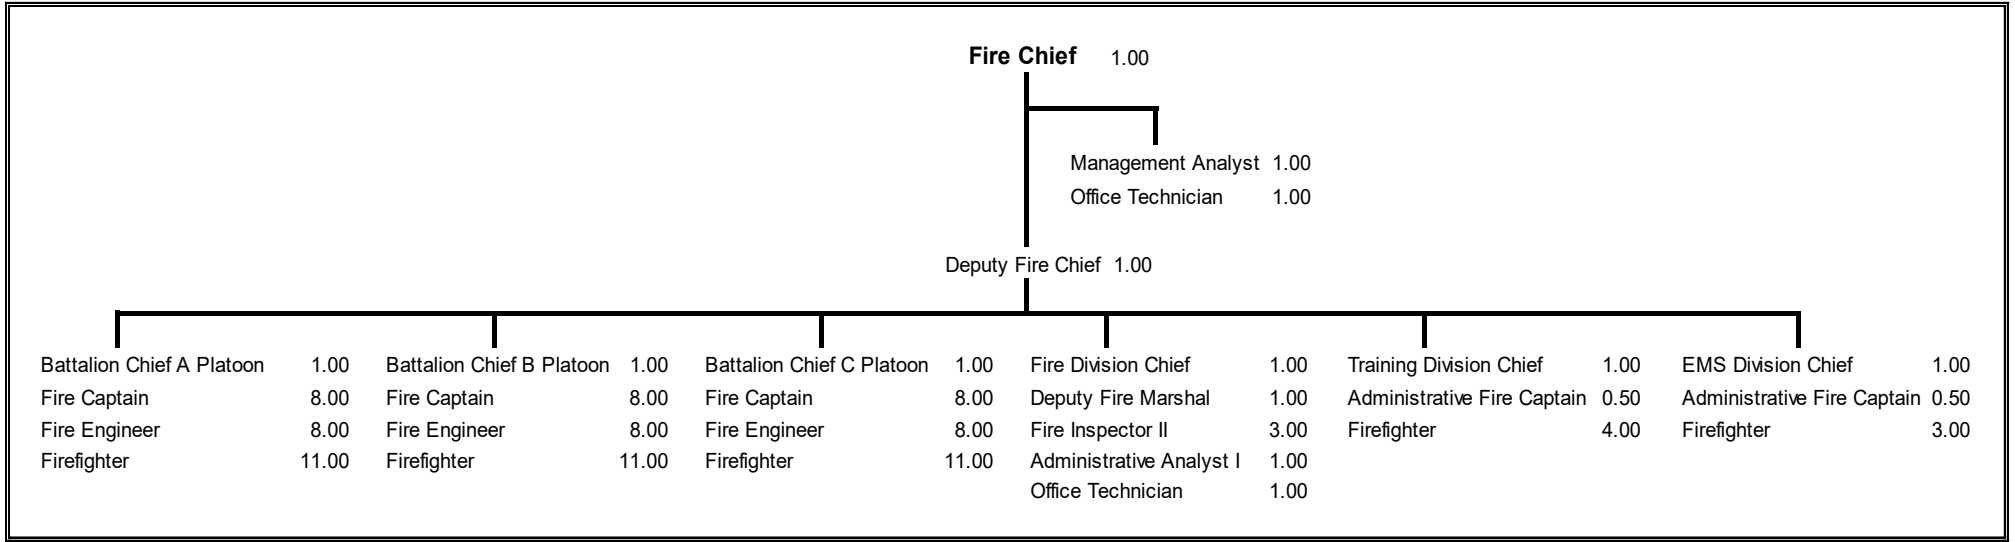 Fire Chief 1.00
Management Analyst 1.00
Office Technician 1.00
Deputy Fire Chief 1.00
Battalion Chief A Platoon 1.00
Fire Captain 8.00
Fire Engineer 8.00
Firefighter 11.00
Battalion Chief B Platoon 1.00
Fire Captain 8.00
Fire Engineer 8.00
Firefighter 11.00
Battalion Chief C Platoon 1.00
Fire Captain 8.00
Fire Engineer 8.00
Firefighter 11.00
Fire Division Chief 1.00
Deputy Fire Marshal 1.00
Fire Inspector II 3.00
Administrative Analyst I 1.00
Office Technician 1.00
Training Division Chief 1.00
Administrative Fire Captain 0.50
Firefighter 4.00
EMS Division Chief 1.00
Administrative Fire Captain 0.50
Firefighter 3.00